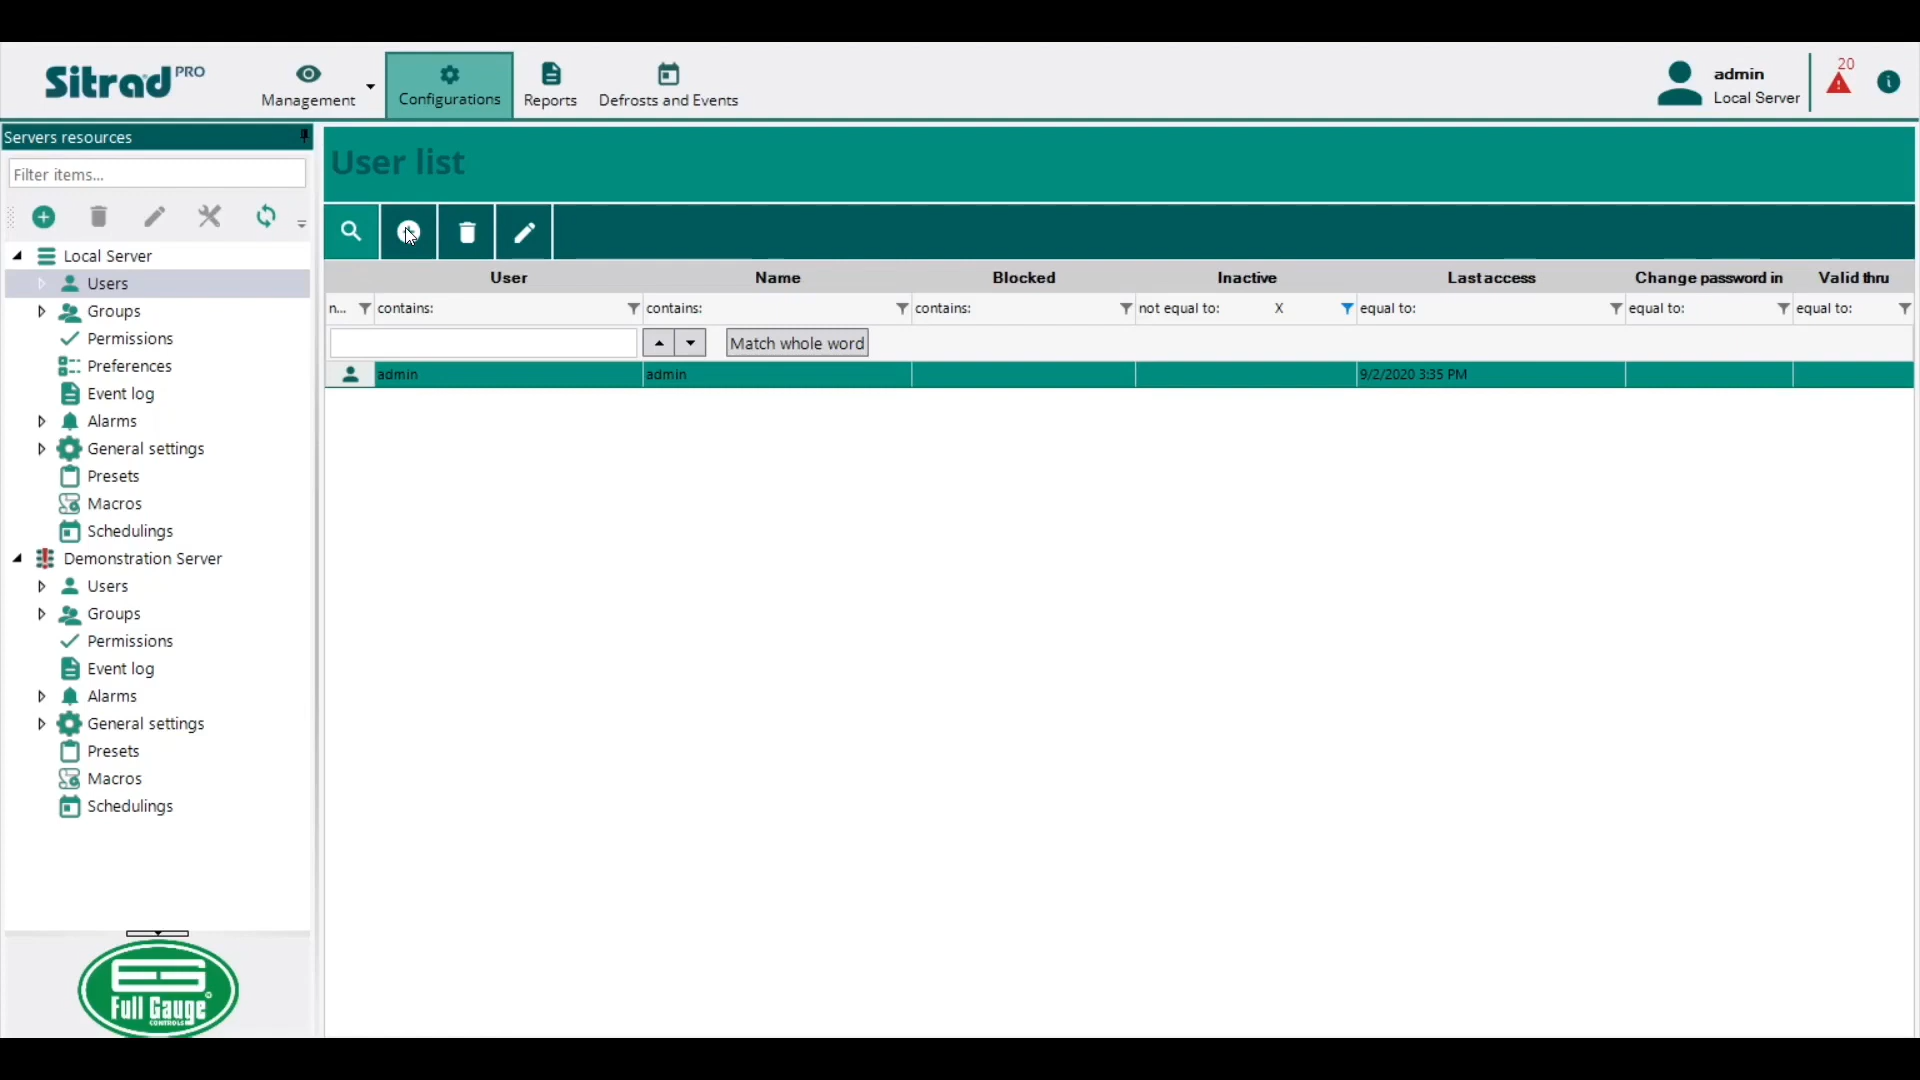 Sitrad PRO
Management
Configurations
Reports
Defrosts and Events
admin
Local Server
20
Servers resources
Filter items...
Local Server
Users
Groups
Permissions
Preferences
Event log
Alarms
General settings
Presets
Macros
Schedulings
Demonstration Server
Users
Groups
Permissions
Event log
Alarms
General settings
Presets
Macros
Schedulings
Full Gauge
CONTROLS
User list
User Name Blocked Inactive Last access Change password in Valid thru
n... contains: contains: contains: not equal to: X equal to: equal to: equal to:
Match whole word
admin admin 9/2/2020 3:35 PM